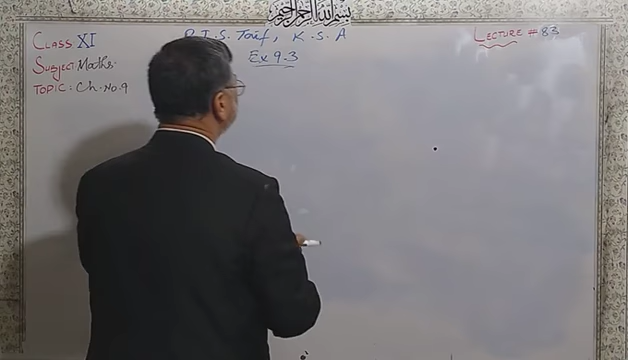 بسم الله الرحمن الرحيم
CLASS XI
P.I.S. Taif, K.S.A
LECTURE # 83
Ex 9.3
Subject: Maths.
TOPIC: Ch. No. 9